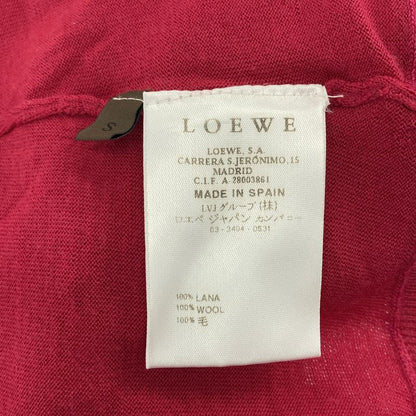 S
LOEWE
LOEWE, S.A.
CARRERA S.JERÓNIMO,15
MADRID
C.I.F. A 28003861
MADE IN SPAIN
LVJ グループ(株)
ロエベ ジャパン カンパニー
03-3494-0531
100% LANA
100% WOOL
100% 毛